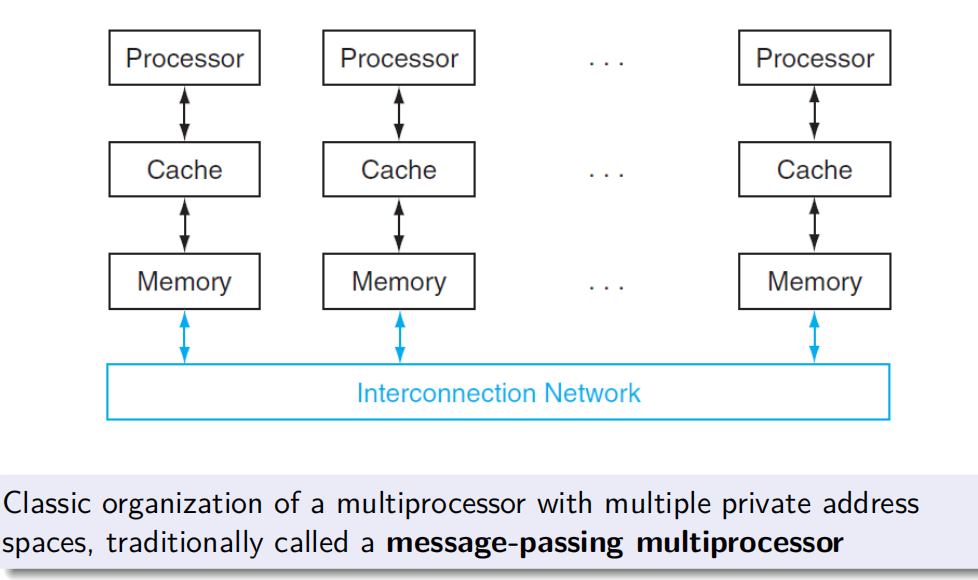 Processor Processor . . . Processor
Cache Cache . . . Cache
Memory Memory . . . Memory
Interconnection Network
Classic organization of a multiprocessor with multiple private address
spaces, traditionally called a message-passing multiprocessor